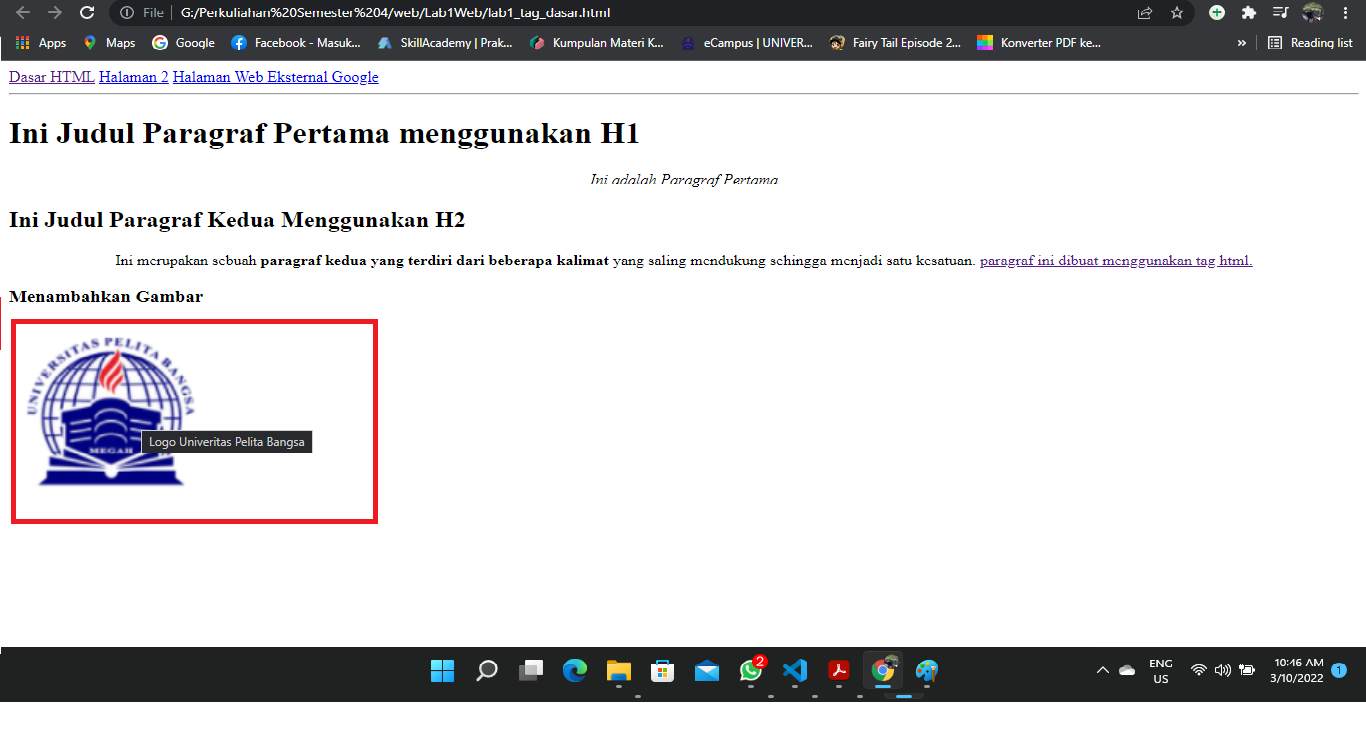 File G:/Perkuliahan%20Semester%204/web/Lab1Web/lab1_tag_dasar.html
Apps Maps Google Facebook - Masuk... SkillAcademy | Prak... Kumpulan Materi K... eCampus | UNIVER... Fairy Tail Episode 2... Konverter PDF ke... » Reading list
Dasar HTML Halaman 2 Halaman Web Eksternal Google
Ini Judul Paragraf Pertama menggunakan H1
Ini adalah Paragraf Pertama
Ini Judul Paragraf Kedua Menggunakan H2
Ini merupakan sebuah paragraf kedua yang terdiri dari beberapa kalimat yang saling mendukung sehingga menjadi satu kesatuan. paragraf ini dibuat menggunakan tag html.
Menambahkan Gambar
UNIVERSITAS PELITA BANGSA
Logo Univeritas Pelita Bangsa
MEGAH
2
ENG 10:46 AM
US 3/10/2022 1